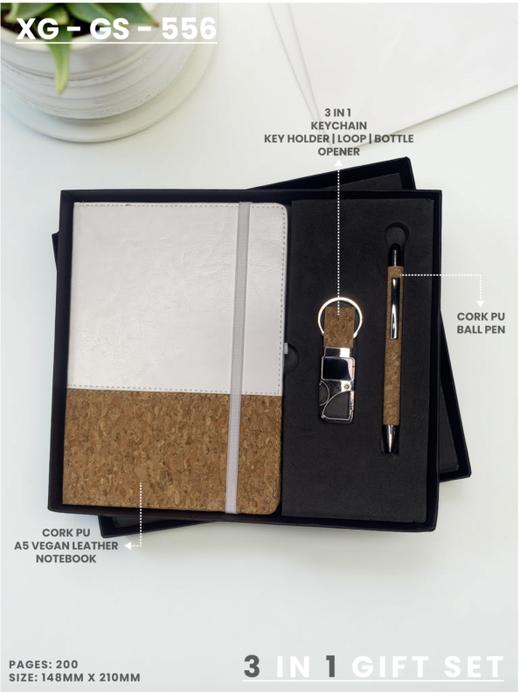 XG - GS - 556
3 IN 1
KEYCHAIN
KEY HOLDER | LOOP | BOTTLE
OPENER
CORK PU
BALL PEN
CORK PU
A5 VEGAN LEATHER
NOTEBOOK
PAGES: 200
SIZE: 148MM X 210MM
3 IN 1 GIFT SET